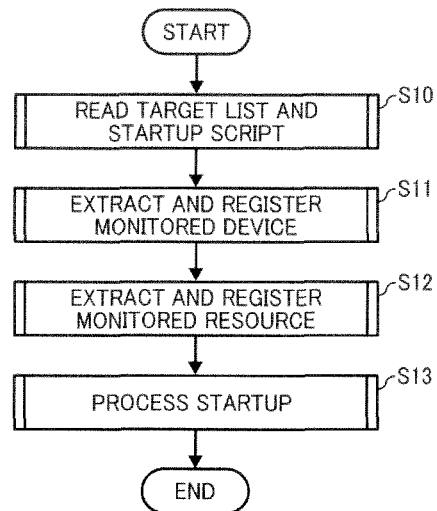 START
READ TARGET LIST AND
STARTUP SCRIPT
S10
EXTRACT AND REGISTER
MONITORED DEVICE
S11
EXTRACT AND REGISTER
MONITORED RESOURCE
S12
PROCESS STARTUP
S13
END